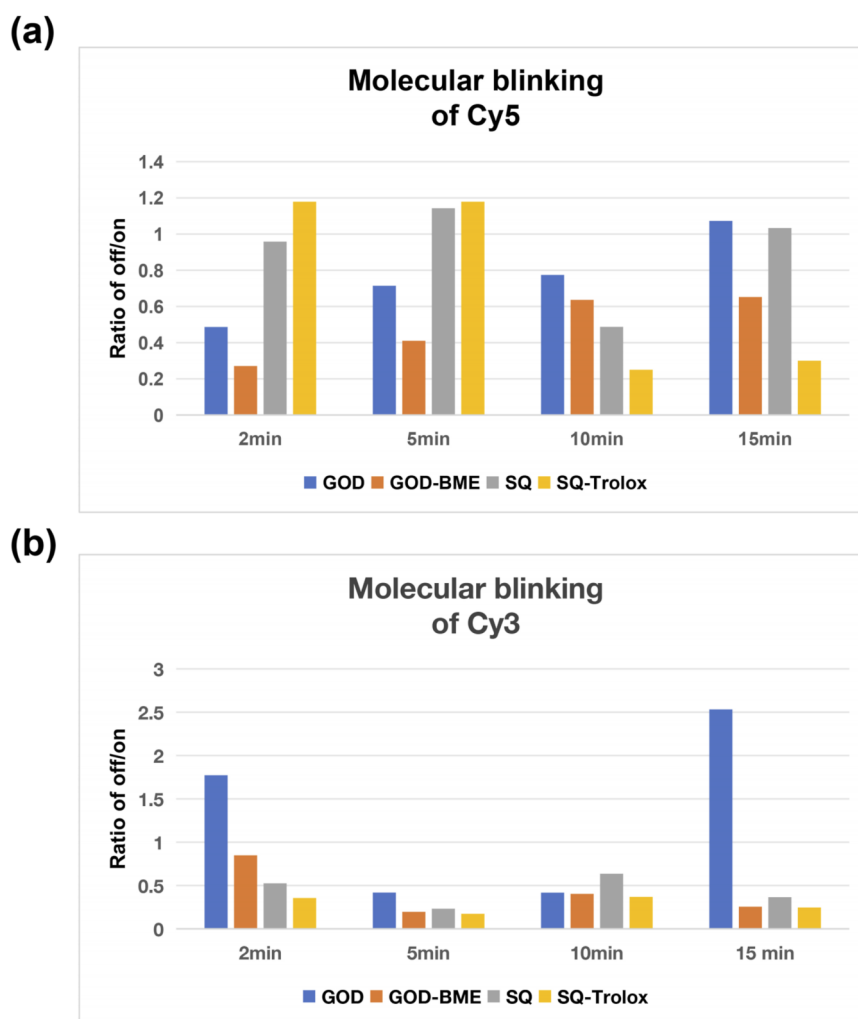 (a)
Molecular blinking
of Cy5
Ratio of off/on
1.4
1.2
1
0.8
0.6
0.4
0.2
0
2min 5min 10min 15min
GOD GOD-BME SQ SQ-Trolox
(b)
Molecular blinking
of Cy3
Ratio of off/on
3
2.5
2
1.5
1
0.5
0
2min 5min 10min 15 min
GOD GOD-BME SQ SQ-Trolox